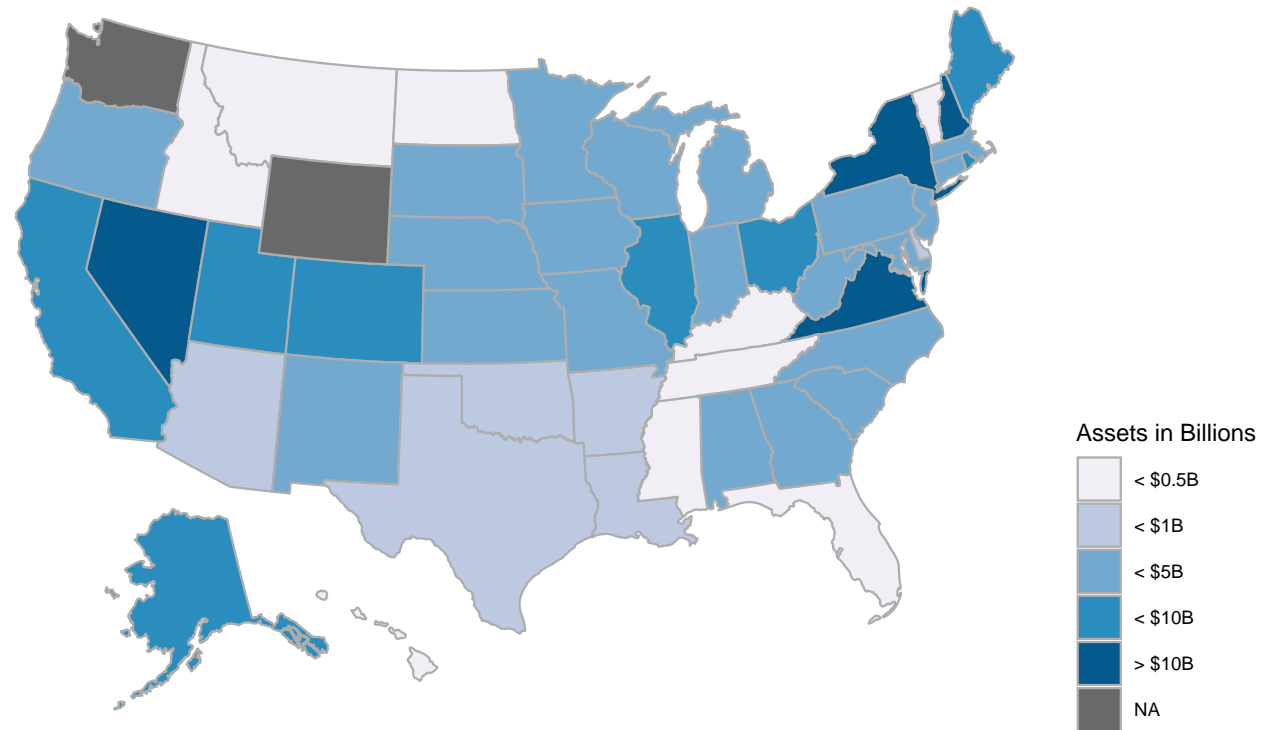 Assets in Billions
< $0.5B
< $1B
< $5B
< $10B
> $10B
NA